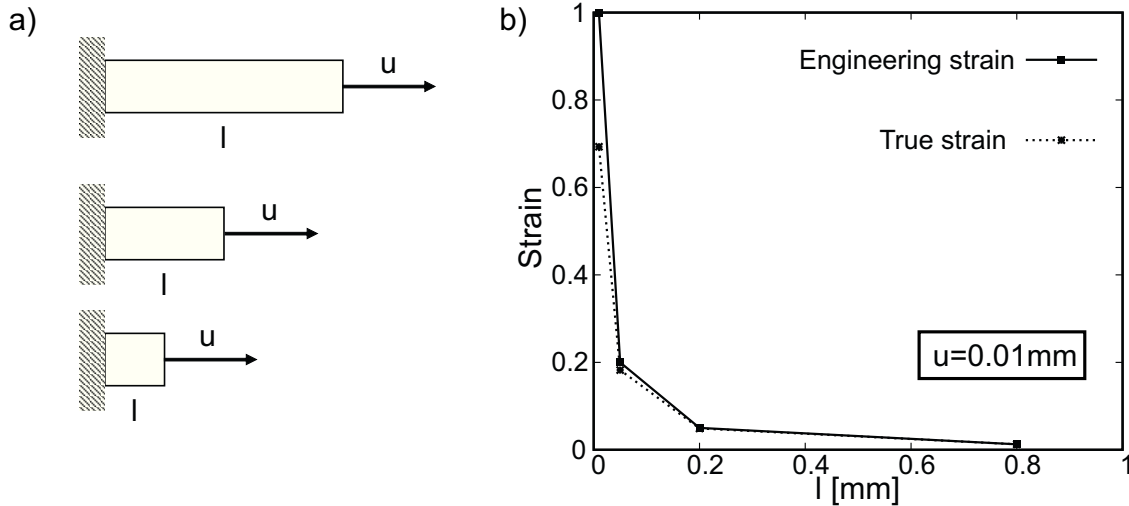 a)
u
l
u
l
u
l
b)
Engineering strain
True strain
u=0.01mm
Strain
1
0.8
0.6
0.4
0.2
0
0
0.2
0.4
0.6
0.8
1
l [mm]